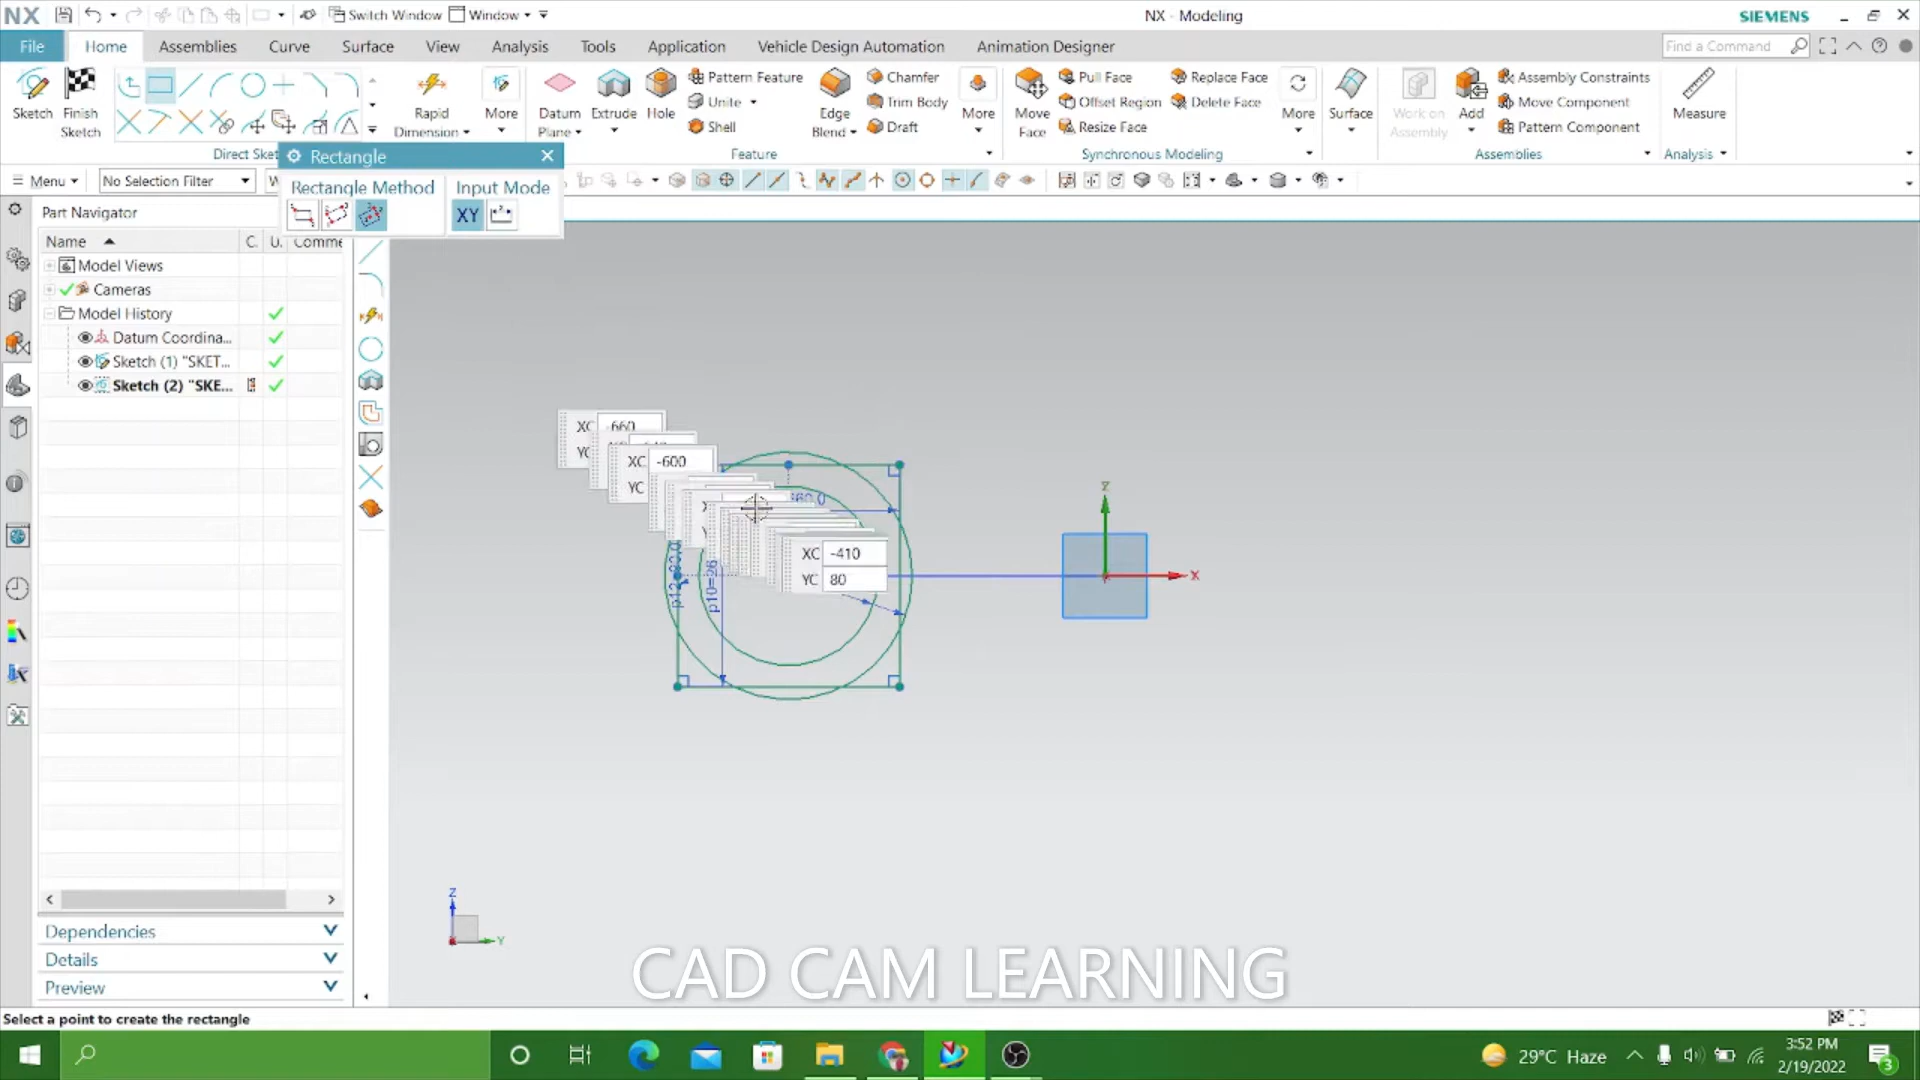 NX
Switch Window
Window
NX - Modeling
SIEMENS
File
Home
Assemblies
Curve
Surface
View
Analysis
Tools
Application
Vehicle Design Automation
Animation Designer
Find a Command
Sketch
Finish
Sketch
Rapid
Dimension
More
Datum
Plane
Extrude
Hole
Pattern Feature
Unite
Shell
Edge
Blend
Chamfer
Trim Body
Draft
More
Move
Face
Pull Face
Offset Region
Resize Face
Replace Face
Delete Face
More
Surface
Work on
Assembly
Add
Assembly Constraints
Move Component
Pattern Component
Measure
Direct Sket
Feature
Synchronous Modeling
Assemblies
Analysis
Rectangle
Rectangle Method
Input Mode
XY
Menu
No Selection Filter
Part Navigator
Name
C.
U.
Comme
Model Views
Cameras
Model History
Datum Coordina...
Sketch (1) "SKET...
Sketch (2) "SKE...
XC
-660
YC
XC -600
YC
XC -410
YC 80
Z
X
Z
Y
Dependencies
Details
Preview
CAD CAM LEARNING
Select a point to create the rectangle
29°C Haze
3:52 PM
2/19/2022
3